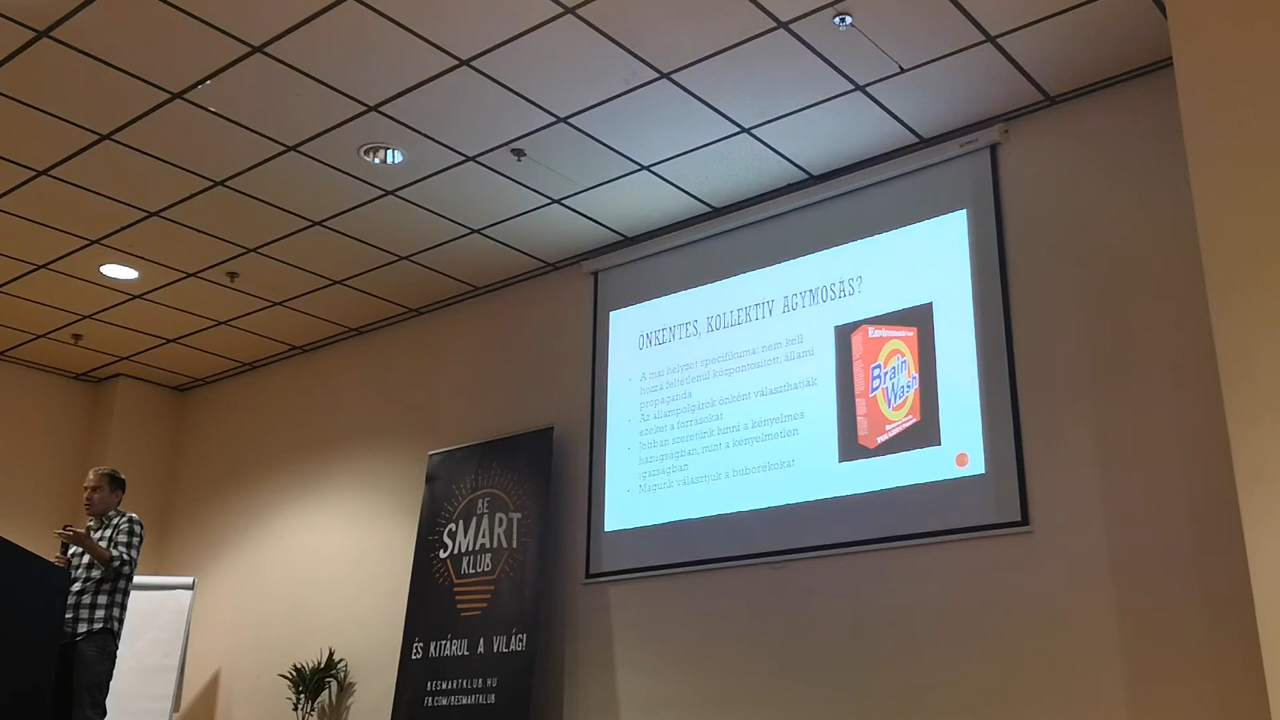 ÖNKÉNTES, KOLLEKTÍV AGYMOSÁS?
A mai helyzet specifikuma: nem kell
hozzá feltétlenül központosított, állami
propaganda
Az állampolgárok önként választhatják
ezeket a forrásokat
Jobban szeretünk hinni a kényelmes
hazugságban, mint a kényelmetlen
igazságban
Magunk választjuk a buborékokat
Brain
Wash
BE
SMART
KLUB
ÉS KITÁRUL A VILÁG!
BESMARTKLUB.HU
FB.COM/BESMARTKLUB